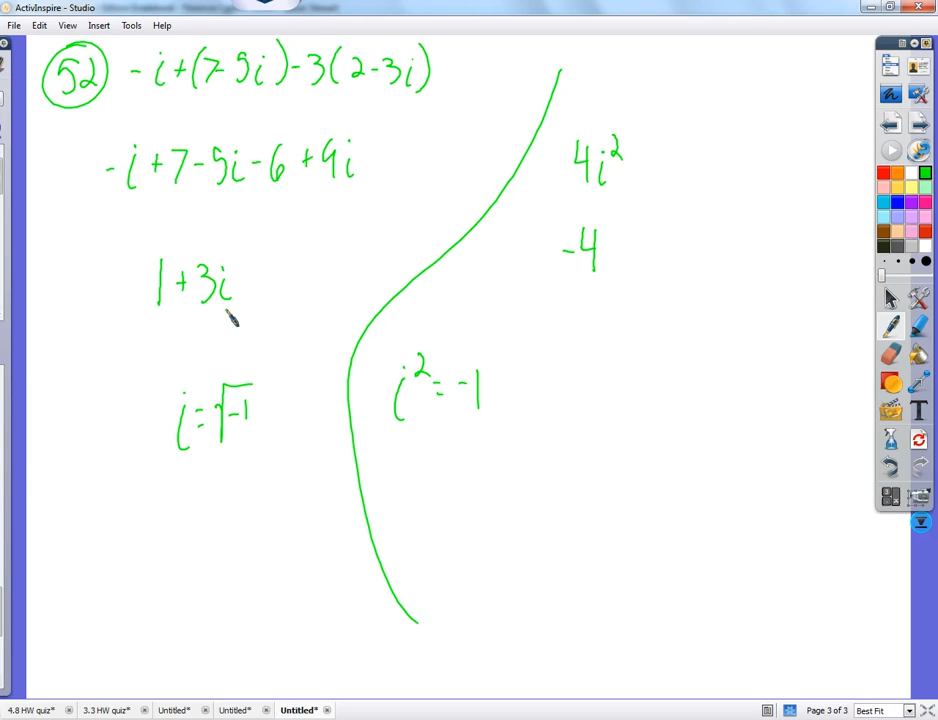 ActivInspire - Studio
File Edit View Insert Tools Help
52 -i+(7-5i)-3(2-3i)
-i+7-5i-6+9i
1+3i
i=√-1
4i²
-4
i²=-1
4.8 HW quiz* 3.3 HW quiz* Untitled* Untitled* Untitled* Page 3 of 3 Best Fit